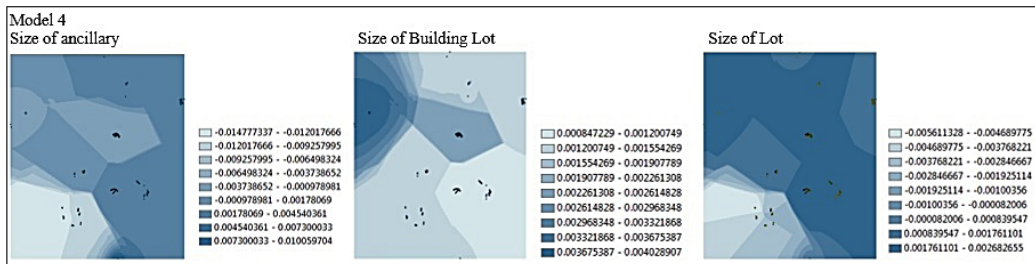 Model 4
Size of ancillary
Size of Building Lot
Size of Lot
-0.014777337 - -0.012017666
-0.012017666 - -0.009257995
-0.009257995 - -0.006498324
-0.006498324 - -0.003738652
-0.003738652 - -0.000978981
-0.000978981 - 0.00178069
0.00178069 - 0.004540361
0.004540361 - 0.007300033
0.007300033 - 0.010059704
0.000847229 - 0.001200749
0.001200749 - 0.001554269
0.001554269 - 0.001907789
0.001907789 - 0.002261308
0.002261308 - 0.002614828
0.002614828 - 0.002968348
0.002968348 - 0.003321868
0.003321868 - 0.003675387
0.003675387 - 0.004028907
-0.005611328 - -0.004689775
-0.004689775 - -0.003768221
-0.003768221 - -0.002846667
-0.002846667 - -0.001925114
-0.001925114 - -0.00100356
-0.00100356 - -0.000082006
-0.000082006 - 0.000839547
0.000839547 - 0.001761101
0.001761101 - 0.002682655